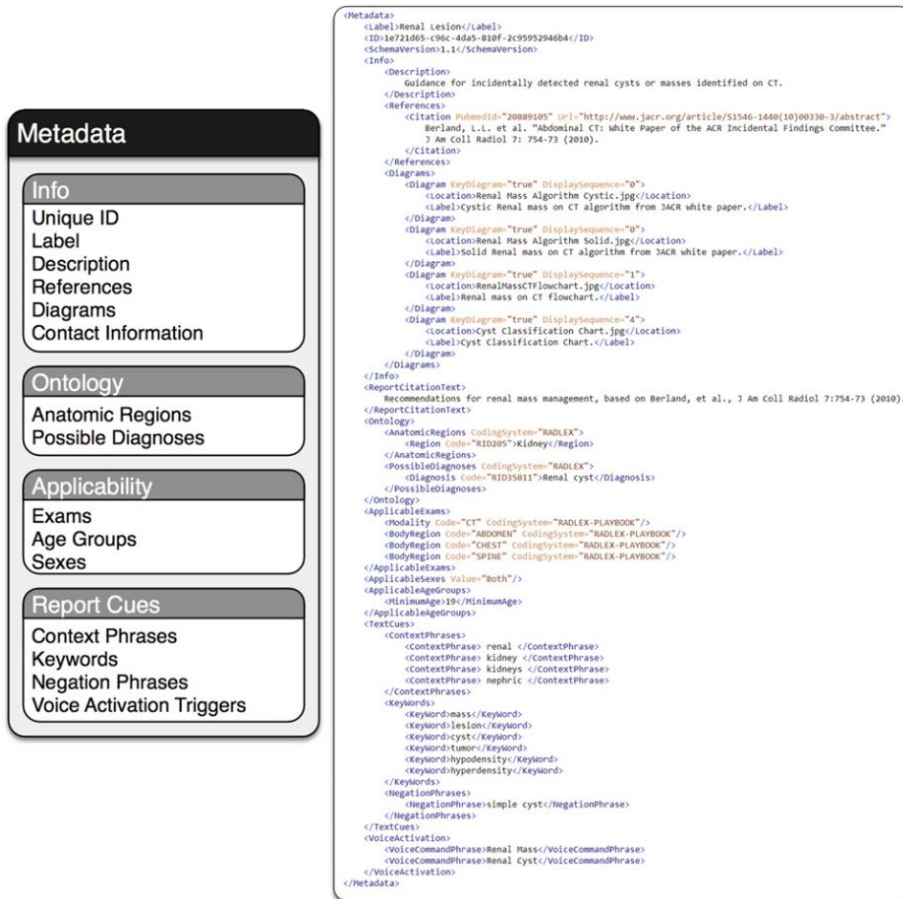 Metadata
Info
Unique ID
Label
Description
References
Diagrams
Contact Information
Ontology
Anatomic Regions
Possible Diagnoses
Applicability
Exams
Age Groups
Sexes
Report Cues
Context Phrases
Keywords
Negation Phrases
Voice Activation Triggers
<Metadata>
<Label>Renal Lesion</Label>
<ID>1e721d65-c96c-4da5-810f-2c95952946b4</ID>
<SchemaVersion>1.1</SchemaVersion>
<Info>
<Description>
Guidance for incidentally detected renal cysts or masses identified on CT.
</Description>
<References>
<Citation PubmedId="20889105" Url="http://www.jacr.org/article/S1546-1440(10)00330-3/abstract">
Berland, L.L. et al. "Abdominal CT: White Paper of the ACR Incidental Findings Committee."
J Am Coll Radiol 7: 754-73 (2010).
</Citation>
</References>
<Diagrams>
<Diagram KeyDiagram="true" DisplaySequence="0">
<Location>Renal Mass Algorithm Cystic.jpg</Location>
<Label>Cystic Renal mass on CT algorithm from JACR white paper.</Label>
</Diagram>
<Diagram KeyDiagram="true" DisplaySequence="0">
<Location>Renal Mass Algorithm Solid.jpg</Location>
<Label>Solid Renal mass on CT algorithm from JACR white paper.</Label>
</Diagram>
<Diagram KeyDiagram="true" DisplaySequence="1">
<Location>RenalMassCTFlowchart.jpg</Location>
<Label>Renal mass on CT flowchart.</Label>
</Diagram>
<Diagram KeyDiagram="true" DisplaySequence="4">
<Location>Cyst Classification Chart.jpg</Location>
<Label>Cyst Classification Chart.</Label>
</Diagram>
</Diagrams>
</Info>
<ReportCitationText>
Recommendations for renal mass management, based on Berland, et al., J Am Coll Radiol 7:754-73 (2010).
</ReportCitationText>
<Ontology>
<AnatomicRegions CodingSystem="RADLEX">
<Region Code="RID205">Kidney</Region>
</AnatomicRegions>
<PossibleDiagnoses CodingSystem="RADLEX">
<Diagnosis Code="RID35811">Renal cyst</Diagnosis>
</PossibleDiagnoses>
</Ontology>
<ApplicableExams>
<Modality Code="CT" CodingSystem="RADLEX-PLAYBOOK"/>
<BodyRegion Code="ABDOMEN" CodingSystem="RADLEX-PLAYBOOK"/>
<BodyRegion Code="CHEST" CodingSystem="RADLEX-PLAYBOOK"/>
<BodyRegion Code="SPINE" CodingSystem="RADLEX-PLAYBOOK"/>
</ApplicableExams>
<ApplicableSexes Value="Both"/>
<ApplicableAgeGroups>
<MinimumAge>19</MinimumAge>
</ApplicableAgeGroups>
<TextCues>
<ContextPhrases>
<ContextPhrase> renal </ContextPhrase>
<ContextPhrase> kidney </ContextPhrase>
<ContextPhrase> kidneys </ContextPhrase>
<ContextPhrase> nephric </ContextPhrase>
</ContextPhrases>
<KeyWords>
<KeyWord>mass</KeyWord>
<KeyWord>lesion</KeyWord>
<KeyWord>cyst</KeyWord>
<KeyWord>tumor</KeyWord>
<KeyWord>hypodensity</KeyWord>
<KeyWord>hyperdensity</KeyWord>
</KeyWords>
<NegationPhrases>
<NegationPhrase>simple cyst</NegationPhrase>
</NegationPhrases>
</TextCues>
<VoiceActivation>
<VoiceCommandPhrase>Renal Mass</VoiceCommandPhrase>
<VoiceCommandPhrase>Renal Cyst</VoiceCommandPhrase>
</VoiceActivation>
</Metadata>